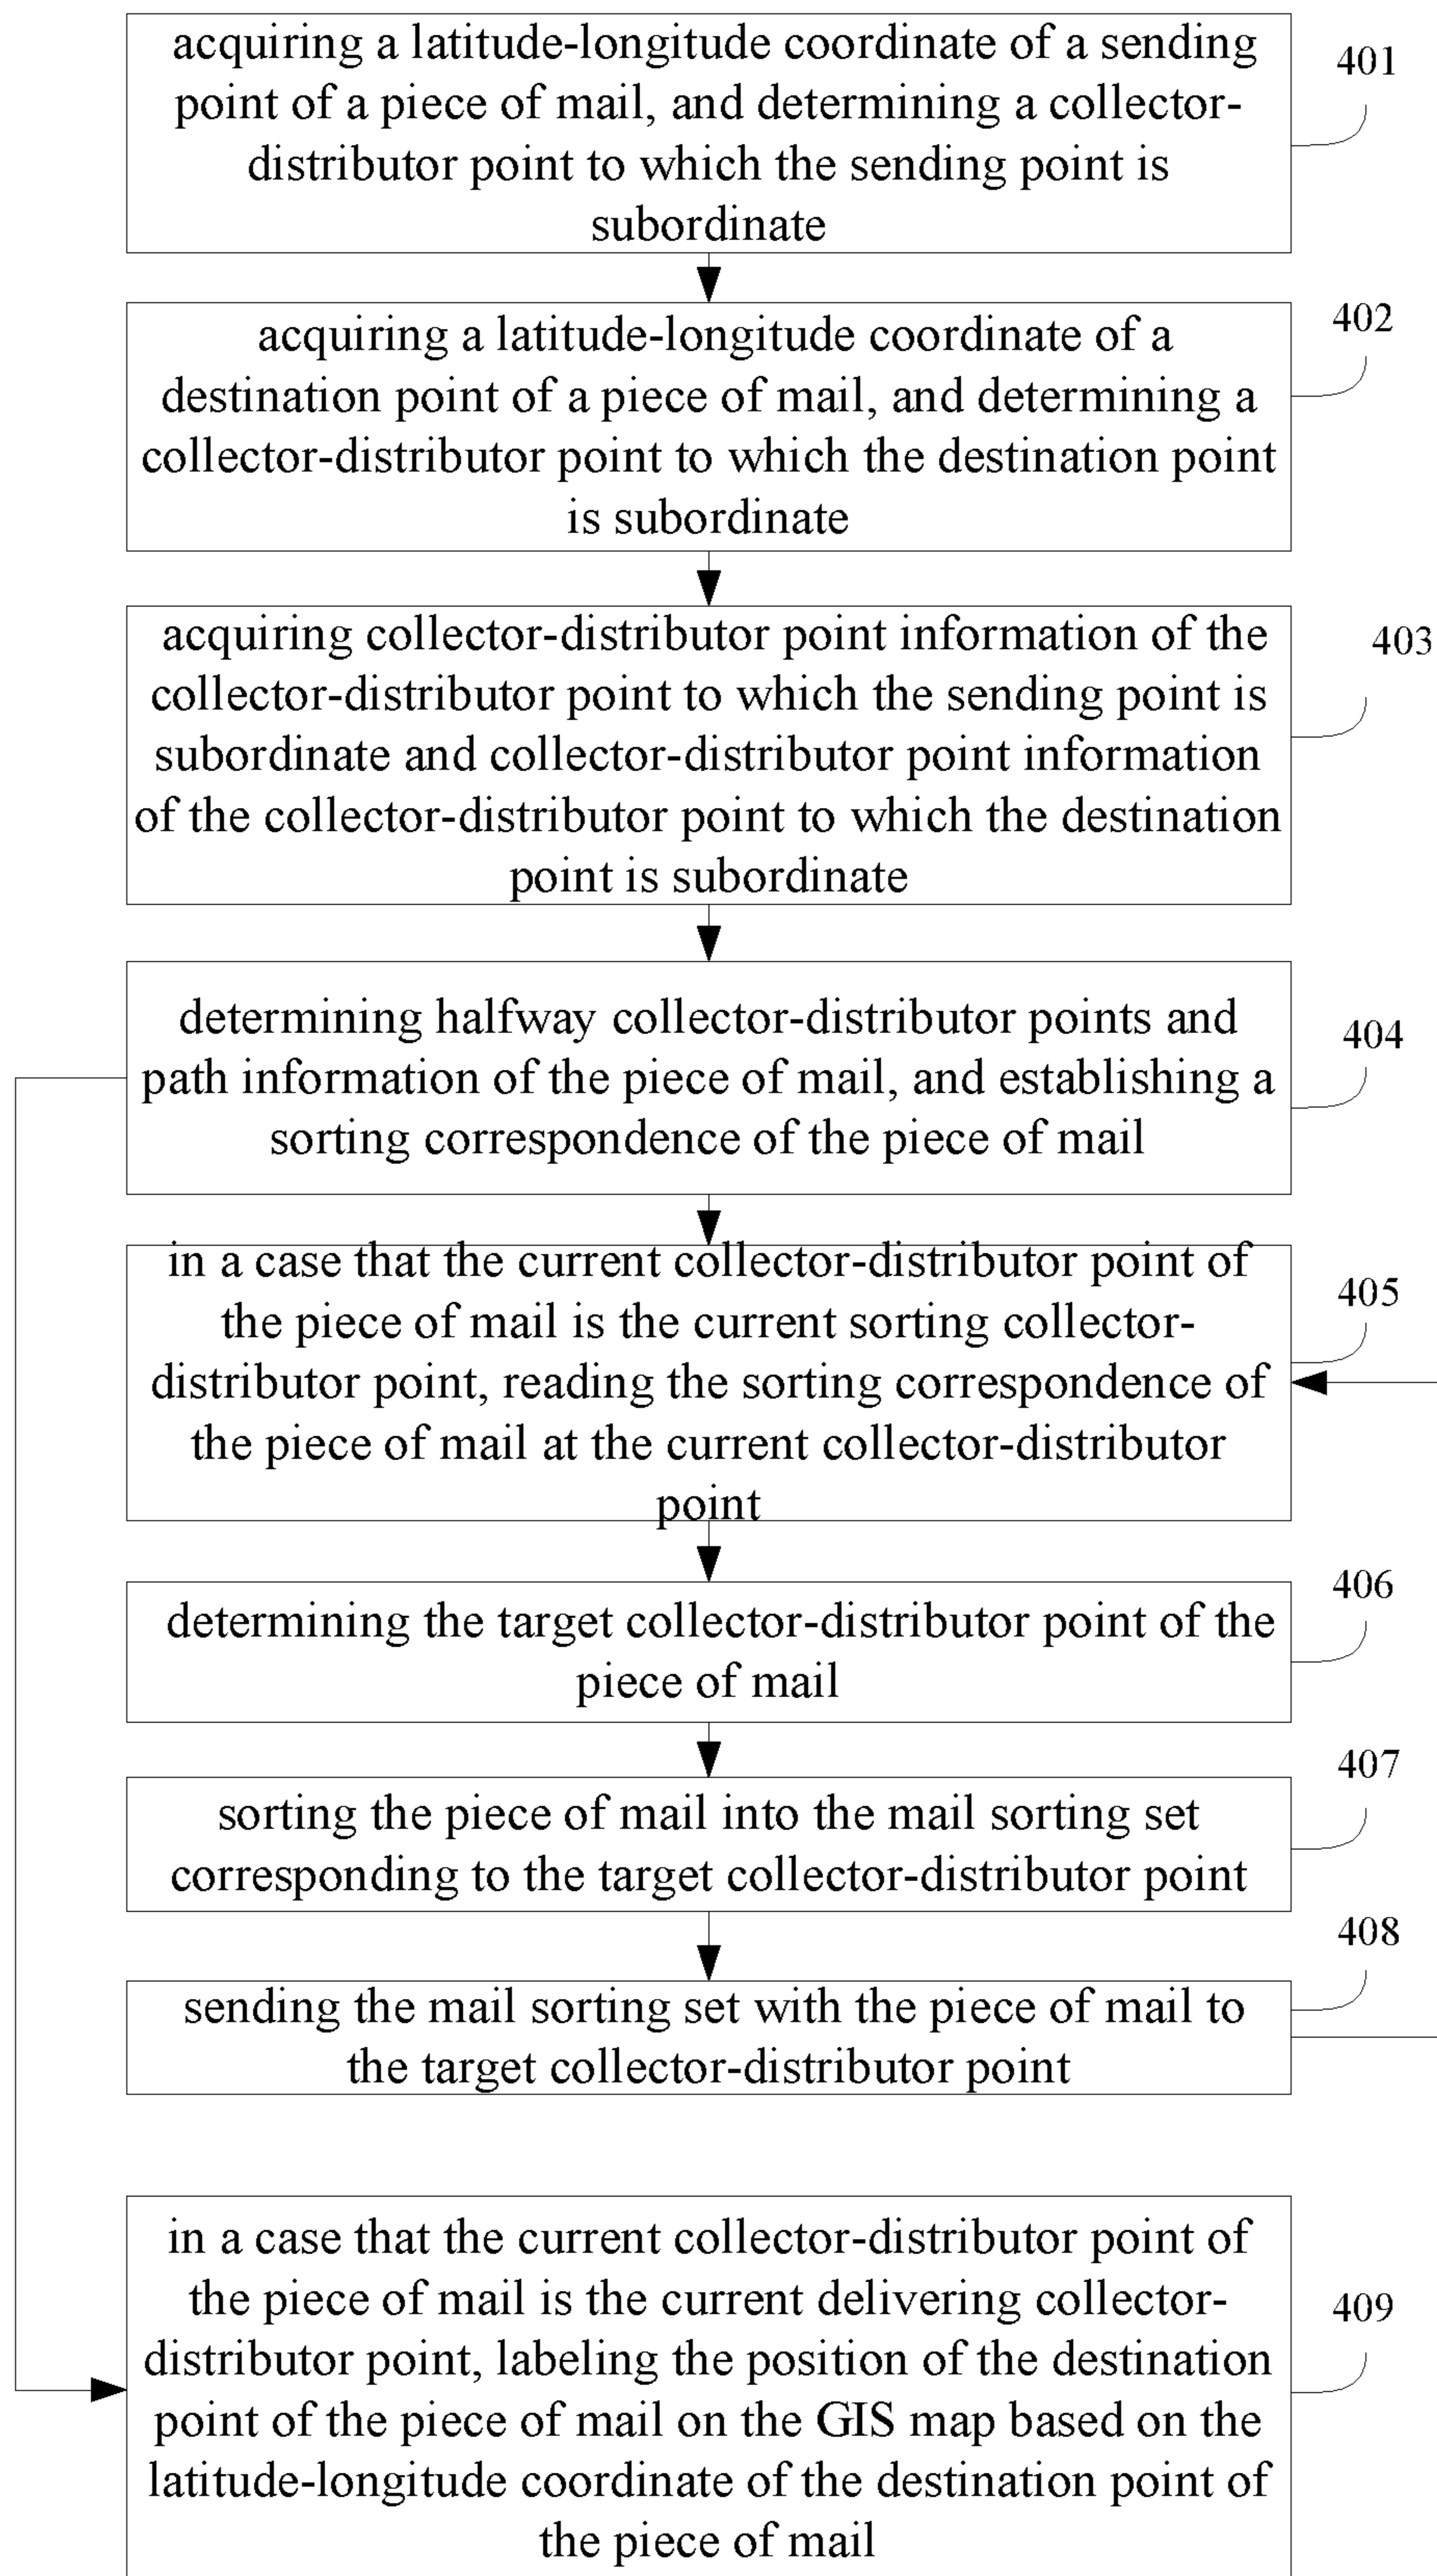 acquiring a latitude-longitude coordinate of a sending
point of a piece of mail, and determining a collector-
distributor point to which the sending point is
subordinate
401
acquiring a latitude-longitude coordinate of a
destination point of a piece of mail, and determining a
collector-distributor point to which the destination point
is subordinate
402
acquiring collector-distributor point information of the
collector-distributor point to which the sending point is
subordinate and collector-distributor point information
of the collector-distributor point to which the destination
point is subordinate
403
determining halfway collector-distributor points and
path information of the piece of mail, and establishing a
sorting correspondence of the piece of mail
404
in a case that the current collector-distributor point of
the piece of mail is the current sorting collector-
distributor point, reading the sorting correspondence of
the piece of mail at the current collector-distributor
point
405
determining the target collector-distributor point of the
piece of mail
406
sorting the piece of mail into the mail sorting set
corresponding to the target collector-distributor point
407
sending the mail sorting set with the piece of mail to
the target collector-distributor point
408
in a case that the current collector-distributor point of
the piece of mail is the current delivering collector-
distributor point, labeling the position of the destination
point of the piece of mail on the GIS map based on the
latitude-longitude coordinate of the destination point of
the piece of mail
409